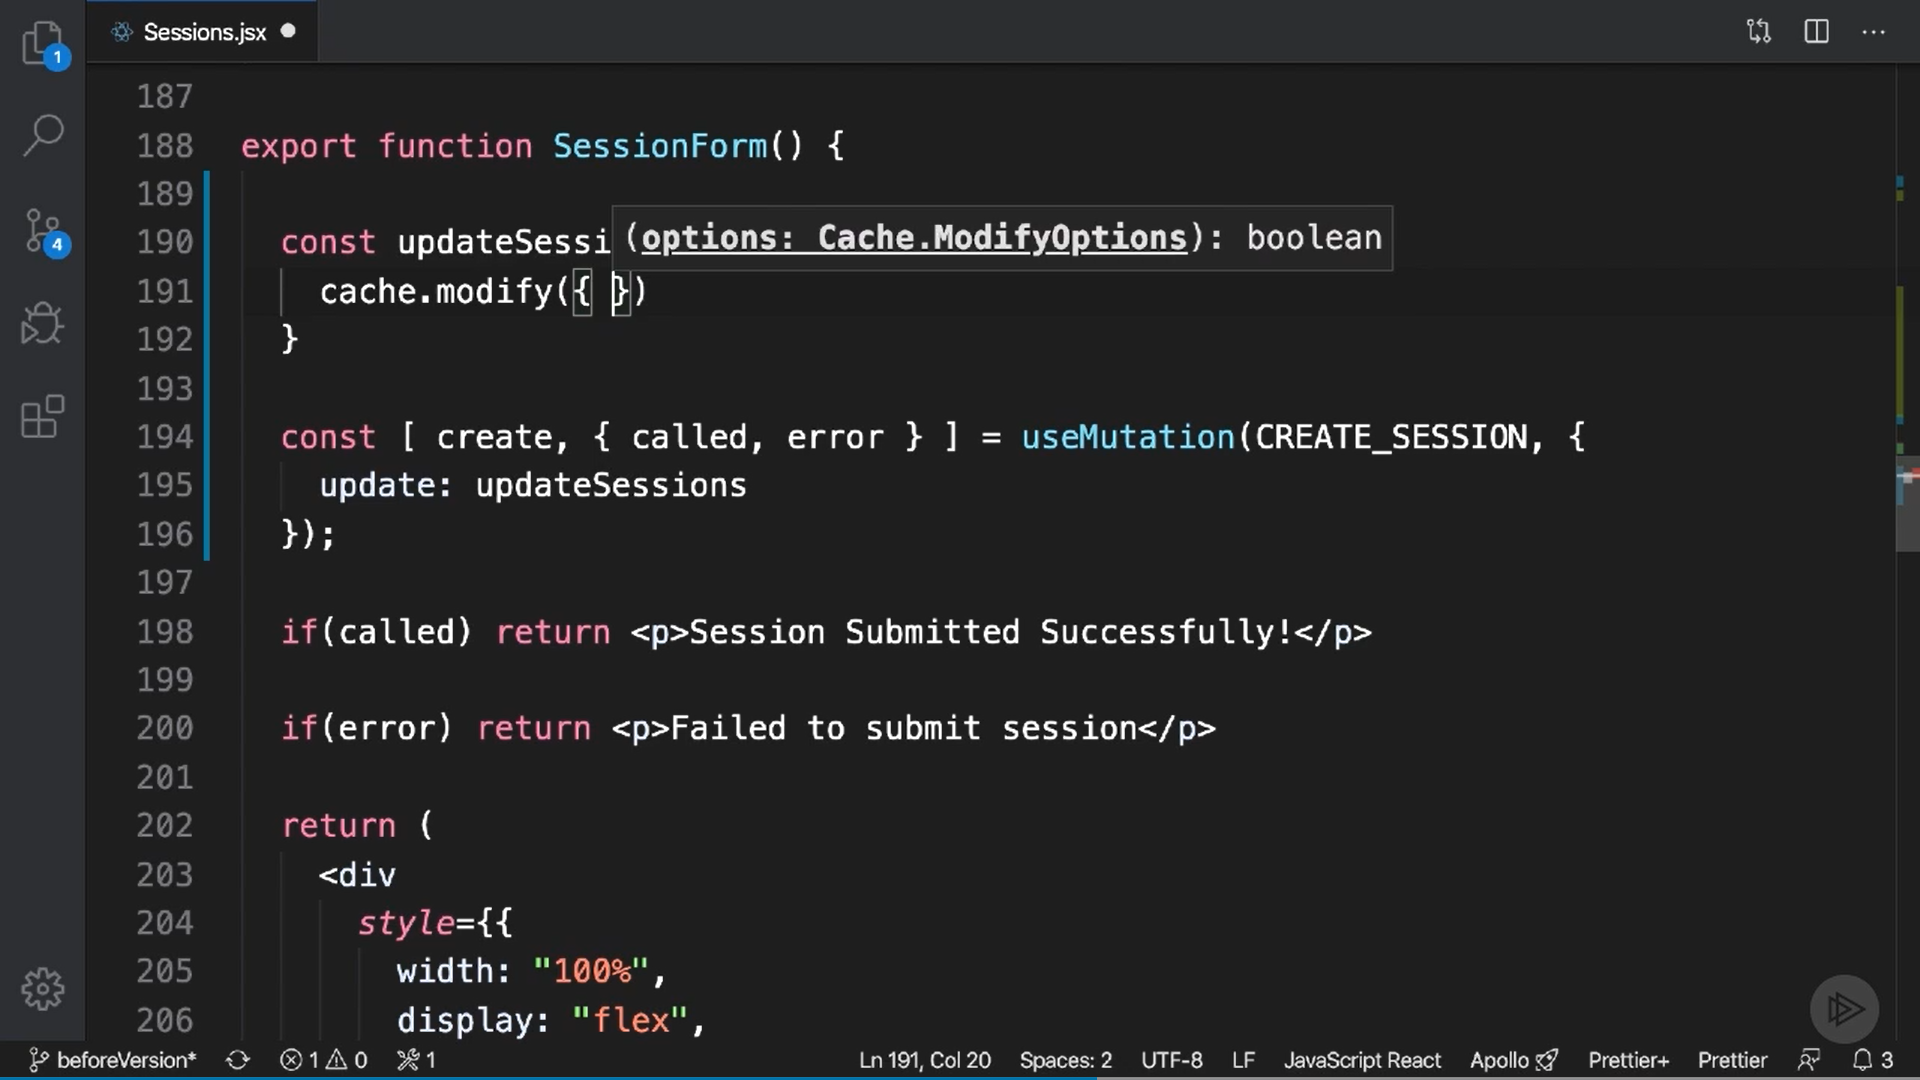 Sessions.jsx
1
187
188 export function SessionForm() {
189
190 const updateSessi (options: Cache.ModifyOptions): boolean
191 cache.modify({ })
192 }
193
194 const [ create, { called, error } ] = useMutation(CREATE_SESSION, {
4
195 update: updateSessions
196 });
197
198 if(called) return <p>Session Submitted Successfully!</p>
199
200 if(error) return <p>Failed to submit session</p>
201
202 return (
203 <div
204 style={{
205 width: "100%",
206 display: "flex",
beforeVersion* 1 0 1 Ln 191, Col 20 Spaces: 2 UTF-8 LF JavaScript React Apollo Prettier+ Prettier 3